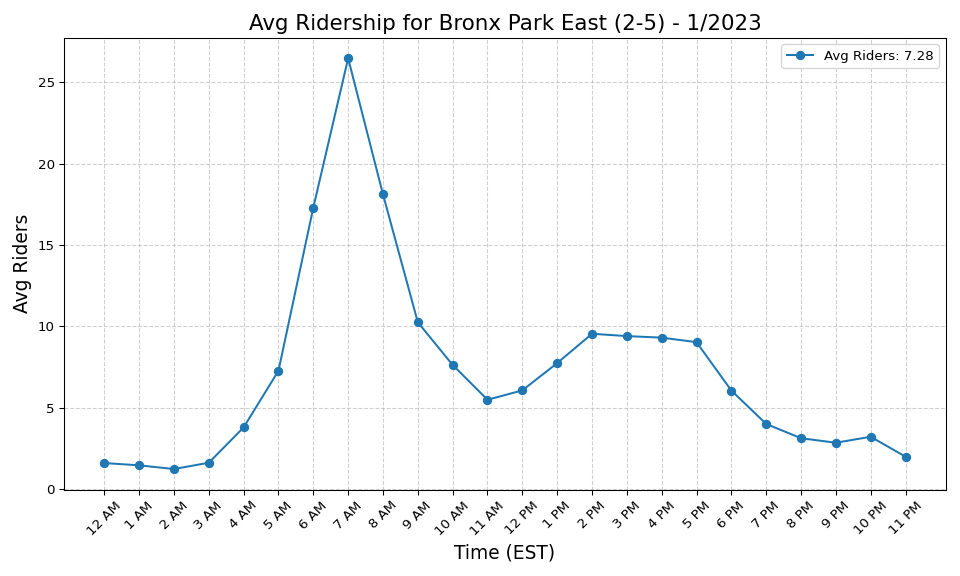 Avg Ridership for Bronx Park East (2-5) - 1/2023
Avg Riders: 7.28
Avg Riders
25
20
15
10
5
0
12 AM
1 AM
2 AM
3 AM
4 AM
5 AM
6 AM
7 AM
8 AM
9 AM
10 AM
11 AM
12 PM
1 PM
2 PM
3 PM
4 PM
5 PM
6 PM
7 PM
8 PM
9 PM
10 PM
11 PM
Time (EST)